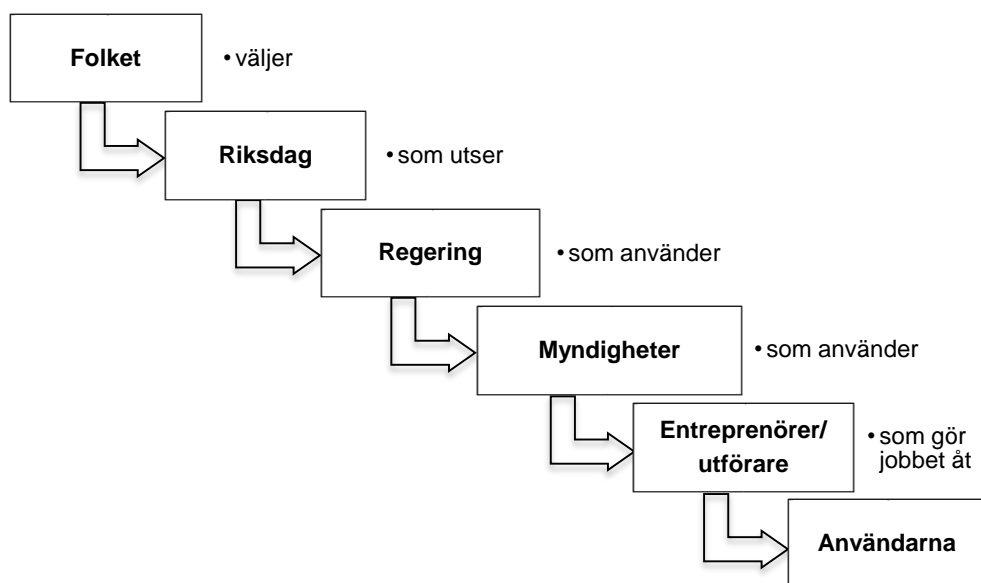 Folket
• väljer
Riksdag
• som utser
Regering
• som använder
Myndigheter
• som använder
Entreprenörer/
utförare
• som gör
jobbet åt
Användarna